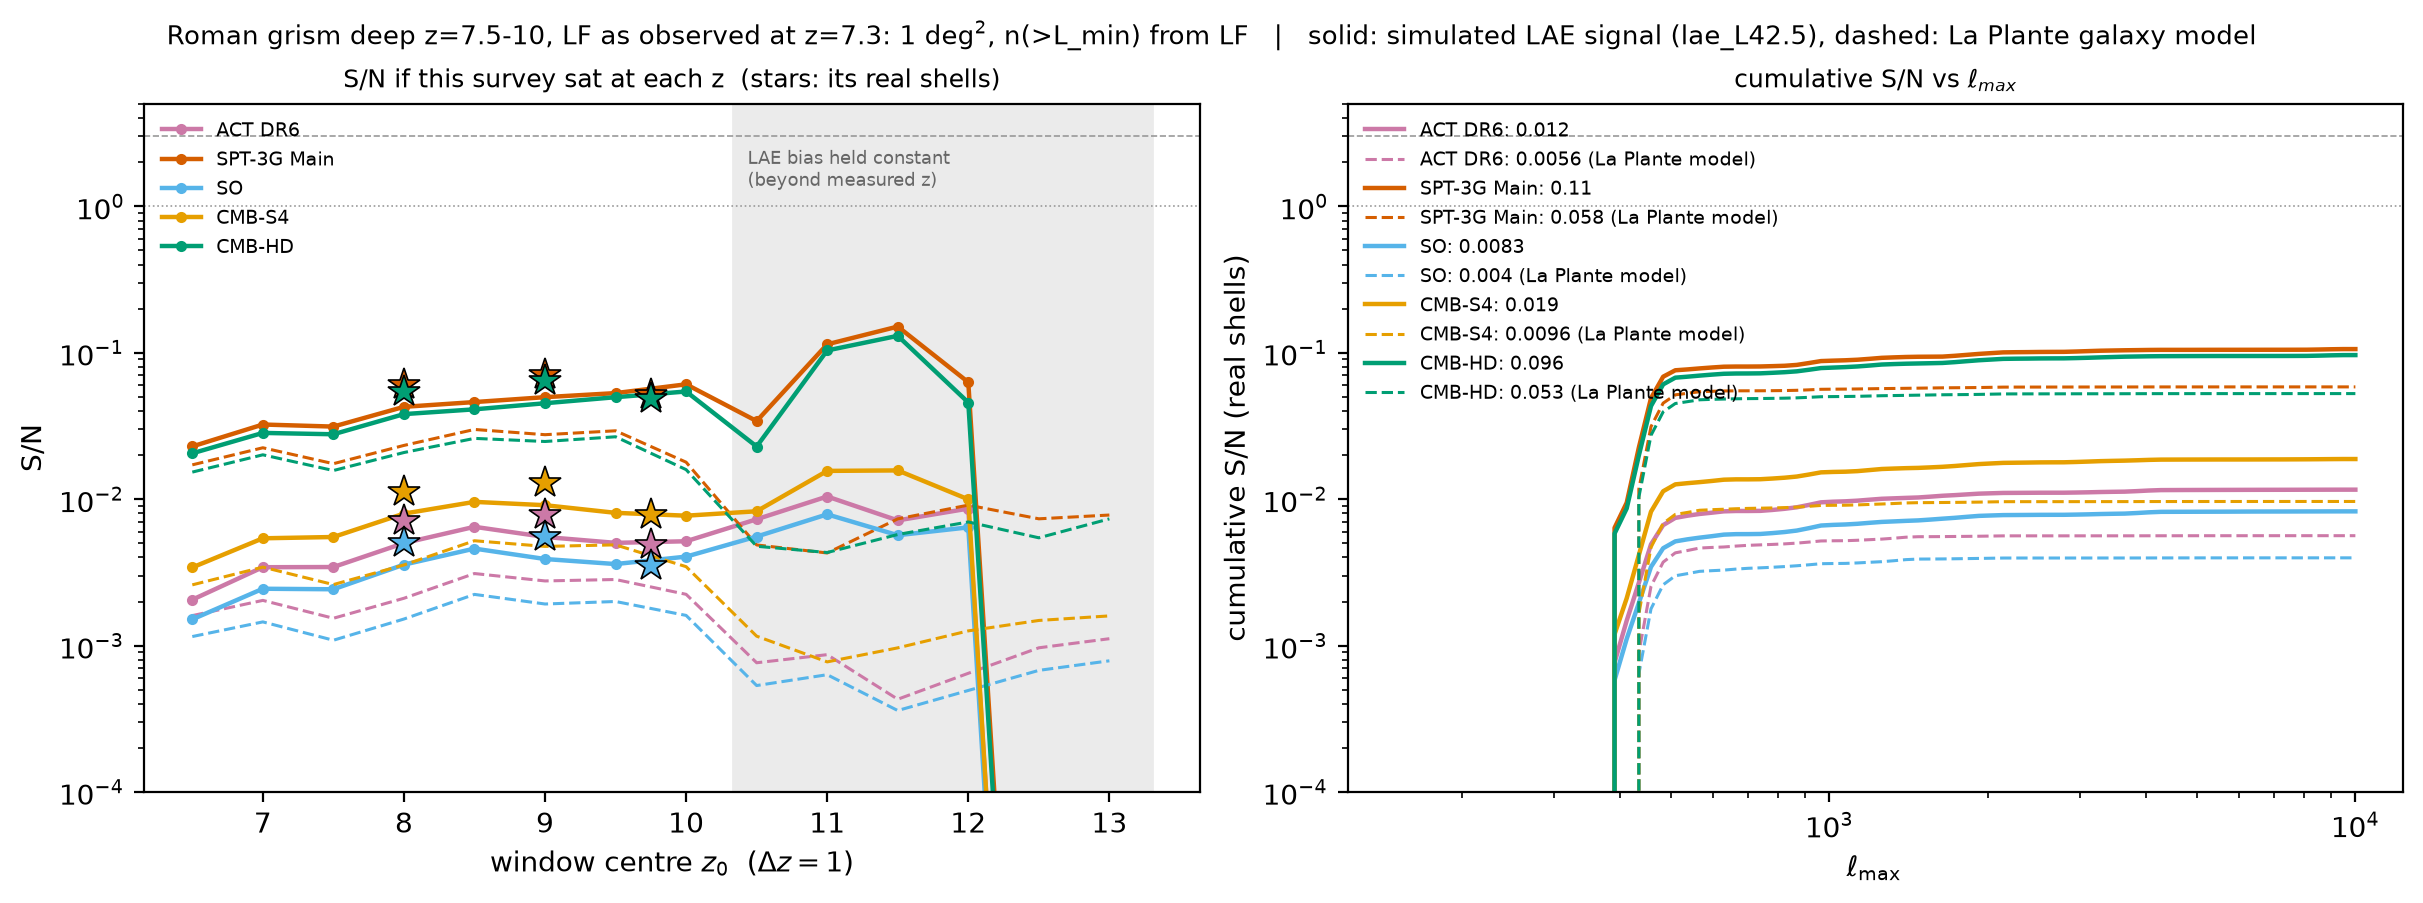 Roman grism deep z=7.5-10, LF as observed at z=7.3: 1 deg², n(>L_min) from LF | solid: simulated LAE signal (lae_L42.5), dashed: La Plante galaxy model
S/N if this survey sat at each z (stars: its real shells)
ACT DR6
SPT-3G Main
SO
CMB-S4
CMB-HD
LAE bias held constant
(beyond measured z)
S/N
10⁰
10⁻¹
10⁻²
10⁻³
10⁻⁴
7 8 9 10 11 12 13
window centre z₀ (Δz = 1)
cumulative S/N vs ℓmax
ACT DR6: 0.012
ACT DR6: 0.0056 (La Plante model)
SPT-3G Main: 0.11
SPT-3G Main: 0.058 (La Plante model)
SO: 0.0083
SO: 0.004 (La Plante model)
CMB-S4: 0.019
CMB-S4: 0.0096 (La Plante model)
CMB-HD: 0.096
CMB-HD: 0.053 (La Plante model)
cumulative S/N (real shells)
10⁰
10⁻¹
10⁻²
10⁻³
10⁻⁴
10³ 10⁴
ℓmax